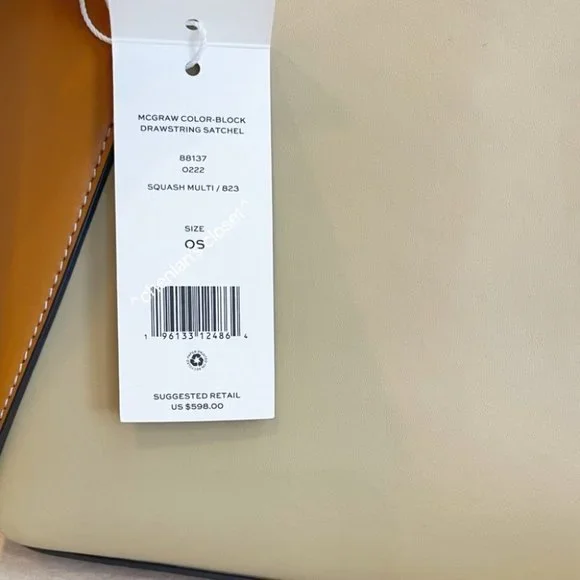 MCGRAW COLOR-BLOCK
DRAWSTRING SATCHEL
88137
0222
SQUASH MULTI / 823
SIZE
OS
1 96133 12486 4
SUGGESTED RETAIL
US $598.00